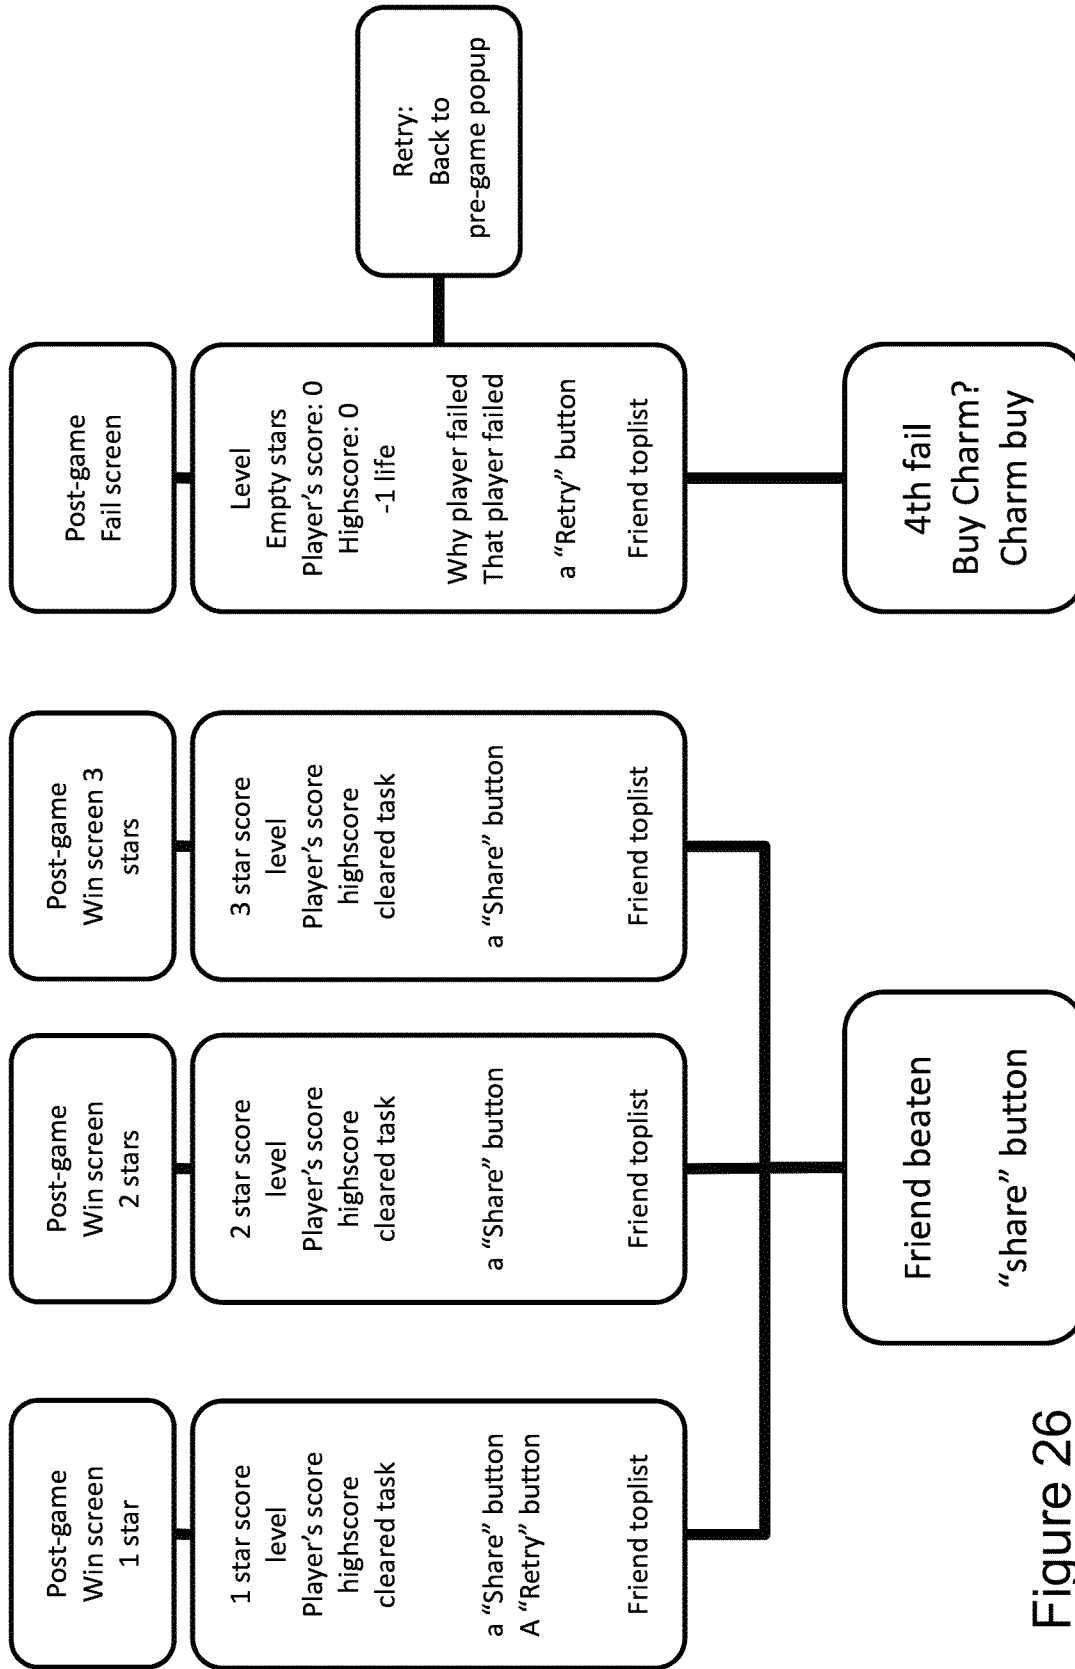 Post-game
Win screen
1 star
1 star score
level
Player's score
highscore
cleared task
a “Share” button
A “Retry” button
Friend toplist
Post-game
Win screen
2 stars
2 star score
level
Player's score
highscore
cleared task
a “Share” button
Friend toplist
Post-game
Win screen 3
stars
3 star score
level
Player's score
highscore
cleared task
a “Share” button
Friend toplist
Friend beaten
“share” button
Post-game
Fail screen
Level
Empty stars
Player's score: 0
Highscore: 0
-1 life
Why player failed
That player failed
a “Retry” button
Friend toplist
Retry:
Back to
pre-game popup
4th fail
Buy Charm?
Charm buy
Figure 26